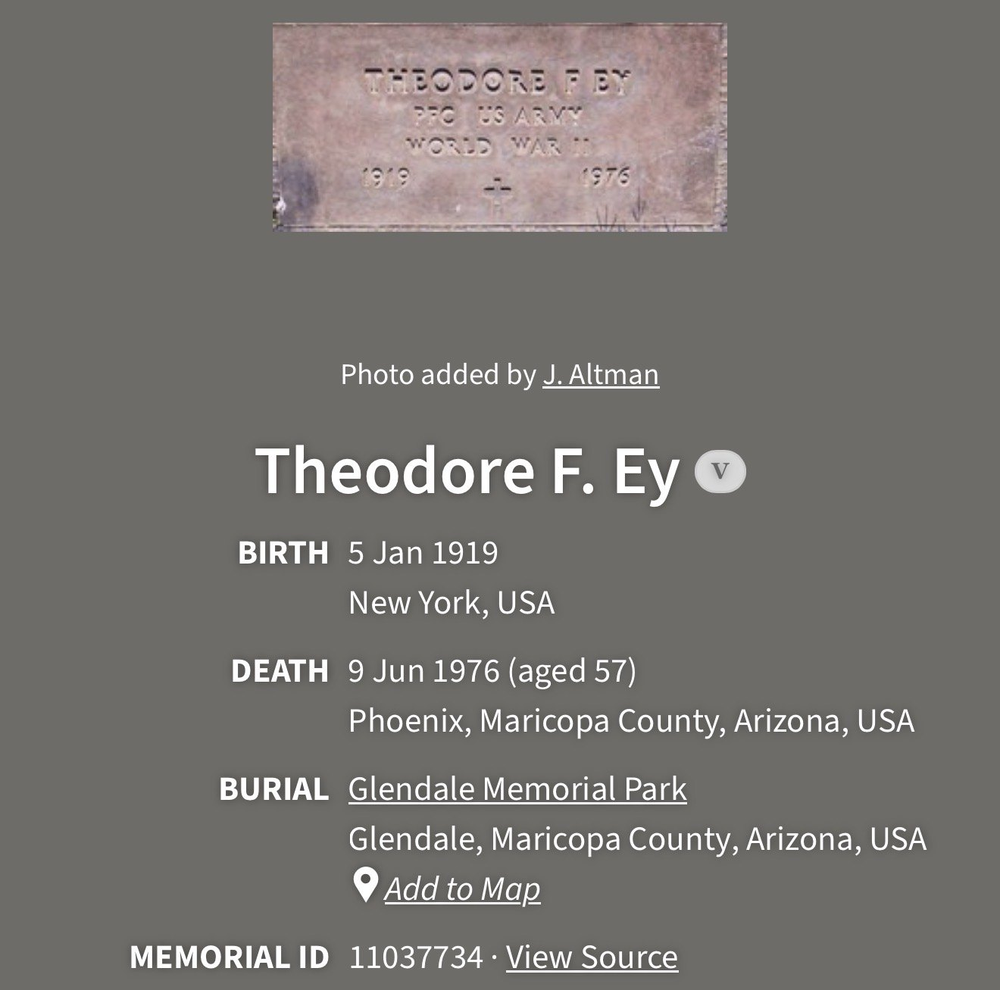 THEODORE F EY
PFC US ARMY
WORLD WAR II
1919 1976
Photo added by J. Altman
Theodore F. Ey V
BIRTH 5 Jan 1919
New York, USA
DEATH 9 Jun 1976 (aged 57)
Phoenix, Maricopa County, Arizona, USA
BURIAL Glendale Memorial Park
Glendale, Maricopa County, Arizona, USA
Add to Map
MEMORIAL ID 11037734 · View Source